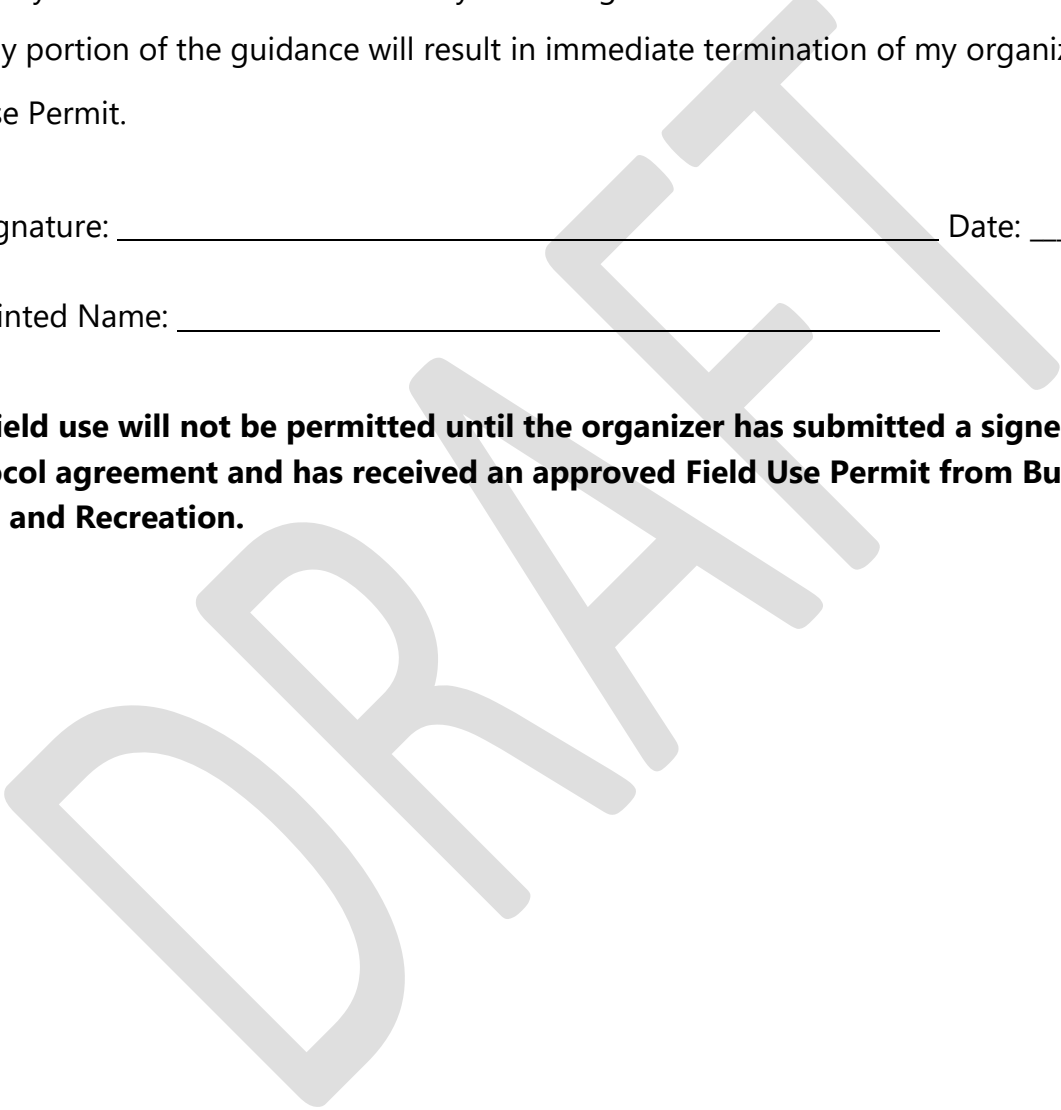 y portion of the guidance will result in immediate termination of my organiz
se Permit.
gnature: Date:
inted Name:
ield use will not be permitted until the organizer has submitted a signe
ocol agreement and has received an approved Field Use Permit from Bu
and Recreation.
DRAFT